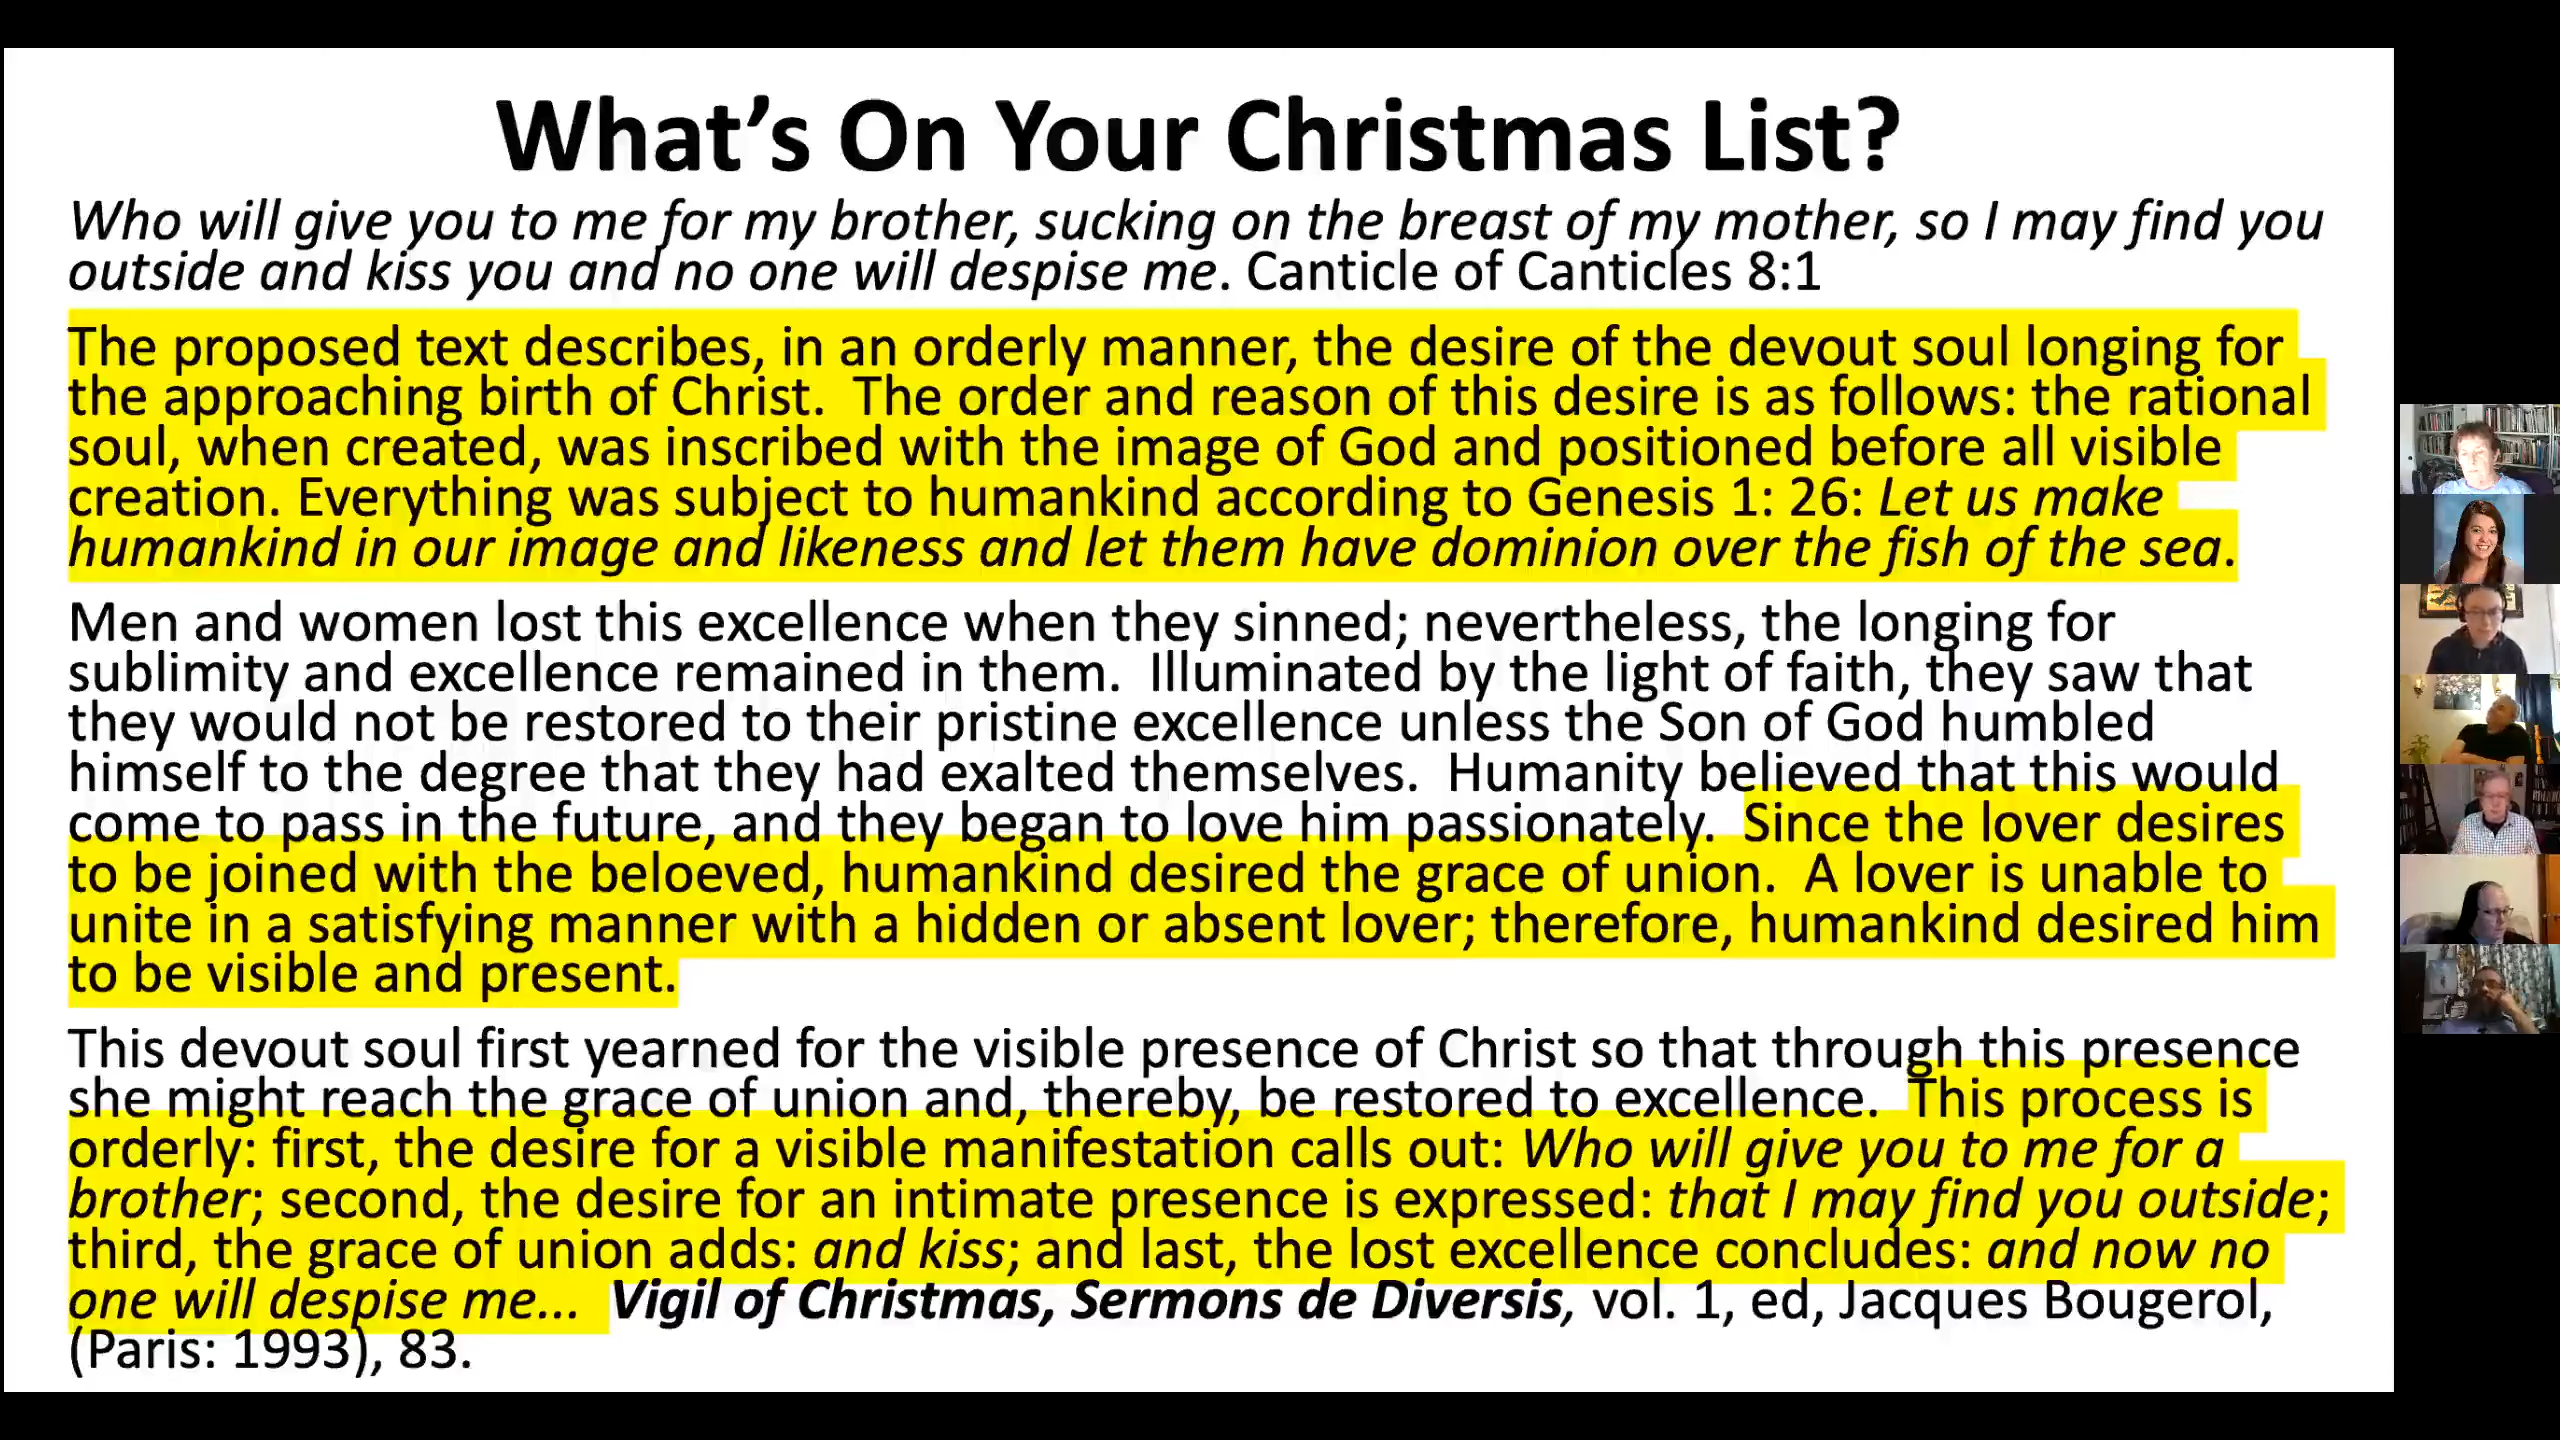 What’s On Your Christmas List?
Who will give you to me for my brother, sucking on the breast of my mother, so I may find you
outside and kiss you and no one will despise me. Canticle of Canticles 8:1
The proposed text describes, in an orderly manner, the desire of the devout soul longing for
the approaching birth of Christ.  The order and reason of this desire is as follows: the rational
soul, when created, was inscribed with the image of God and positioned before all visible
creation. Everything was subject to humankind according to Genesis 1: 26: Let us make
humankind in our image and likeness and let them have dominion over the fish of the sea.
Men and women lost this excellence when they sinned; nevertheless, the longing for
sublimity and excellence remained in them.  Illuminated by the light of faith, they saw that
they would not be restored to their pristine excellence unless the Son of God humbled
himself to the degree that they had exalted themselves.  Humanity believed that this would
come to pass in the future, and they began to love him passionately.  Since the lover desires
to be joined with the beloeved, humankind desired the grace of union.  A lover is unable to
unite in a satisfying manner with a hidden or absent lover; therefore, humankind desired him
to be visible and present.
This devout soul first yearned for the visible presence of Christ so that through this presence
she might reach the grace of union and, thereby, be restored to excellence.  This process is
orderly: first, the desire for a visible manifestation calls out: Who will give you to me for a
brother; second, the desire for an intimate presence is expressed: that I may find you outside;
third, the grace of union adds: and kiss; and last, the lost excellence concludes: and now no
one will despise me...  Vigil of Christmas, Sermons de Diversis, vol. 1, ed, Jacques Bougerol,
(Paris: 1993), 83.